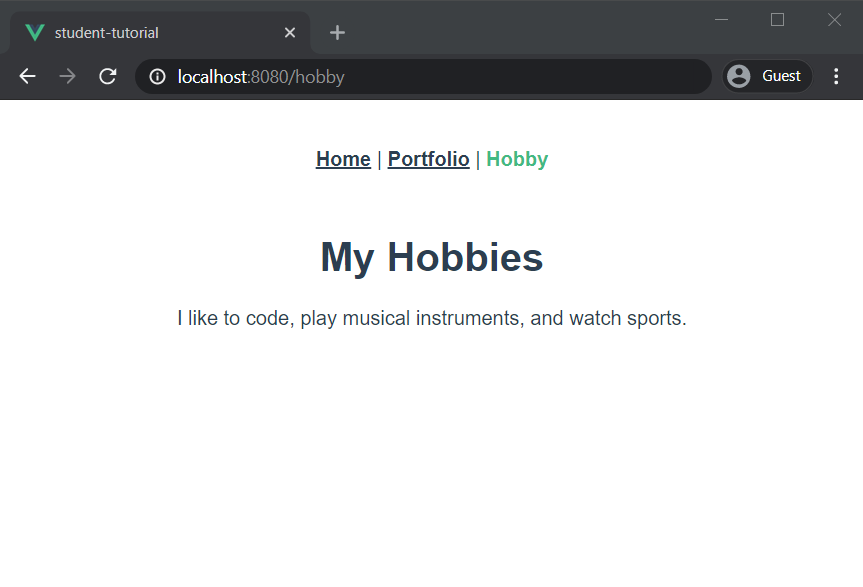 student-tutorial
localhost:8080/hobby
Guest
Home | Portfolio | Hobby
My Hobbies
I like to code, play musical instruments, and watch sports.